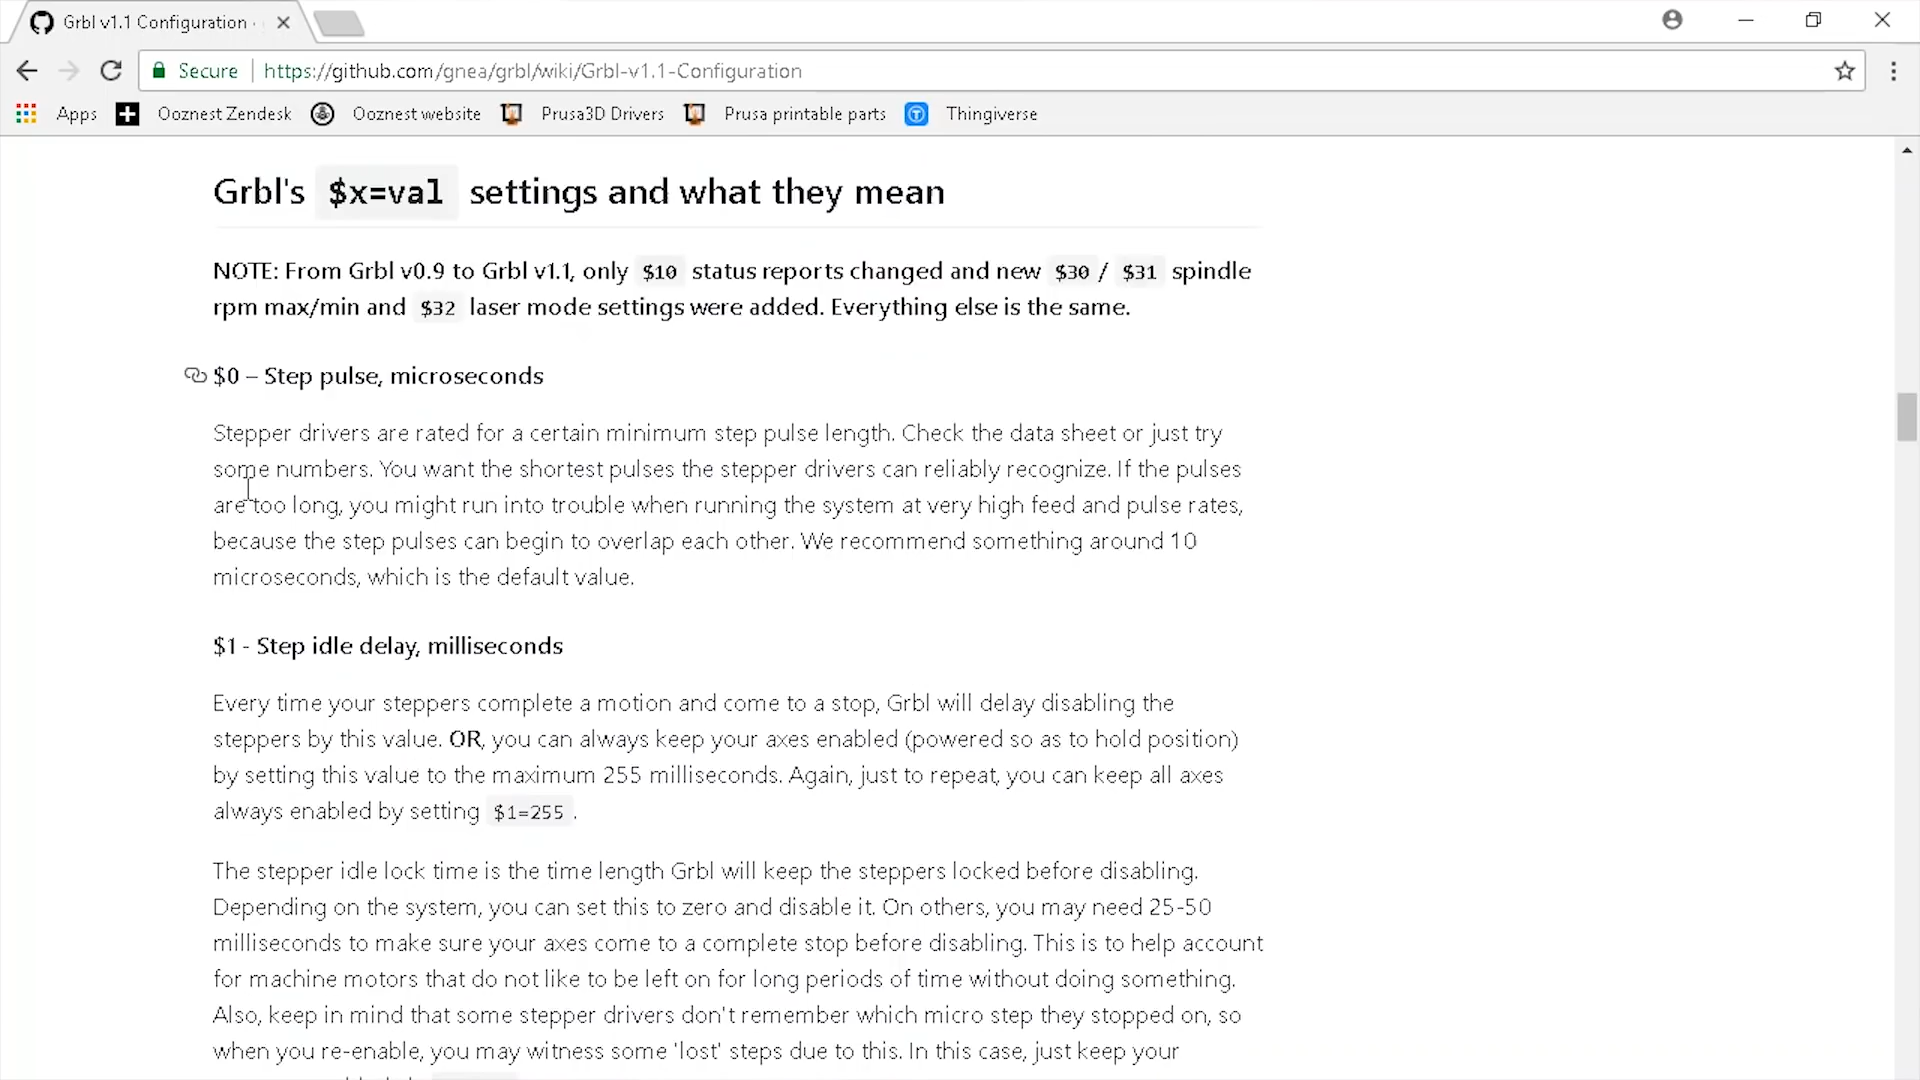 Grbl v1.1 Configuration ·
Secure https://github.com/gnea/grbl/wiki/Grbl-v1.1-Configuration
Apps Ooznest Zendesk Ooznest website Prusa3D Drivers Prusa printable parts Thingiverse
Grbl's $x=val settings and what they mean
NOTE: From Grbl v0.9 to Grbl v1.1, only $10 status reports changed and new $30 / $31 spindle
rpm max/min and $32 laser mode settings were added. Everything else is the same.
$0 – Step pulse, microseconds
Stepper drivers are rated for a certain minimum step pulse length. Check the data sheet or just try
some numbers. You want the shortest pulses the stepper drivers can reliably recognize. If the pulses
are too long, you might run into trouble when running the system at very high feed and pulse rates,
because the step pulses can begin to overlap each other. We recommend something around 10
microseconds, which is the default value.
$1 - Step idle delay, milliseconds
Every time your steppers complete a motion and come to a stop, Grbl will delay disabling the
steppers by this value. OR, you can always keep your axes enabled (powered so as to hold position)
by setting this value to the maximum 255 milliseconds. Again, just to repeat, you can keep all axes
always enabled by setting $1=255 .
The stepper idle lock time is the time length Grbl will keep the steppers locked before disabling.
Depending on the system, you can set this to zero and disable it. On others, you may need 25-50
milliseconds to make sure your axes come to a complete stop before disabling. This is to help account
for machine motors that do not like to be left on for long periods of time without doing something.
Also, keep in mind that some stepper drivers don't remember which micro step they stopped on, so
when you re-enable, you may witness some 'lost' steps due to this. In this case, just keep your